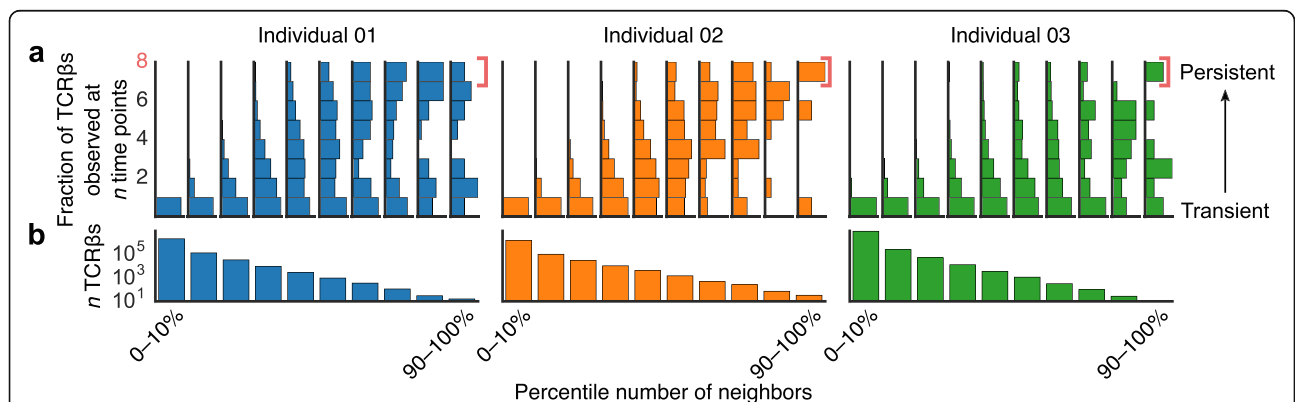 Individual 01
Individual 02
Individual 03
a
Fraction of TCRβs
observed at
n time points
8
6
4
2
Persistent
Transient
b
n TCRβs
10^5
10^3
10^1
0–10%
90–100%
0–10%
90–100%
0–10%
90–100%
Percentile number of neighbors